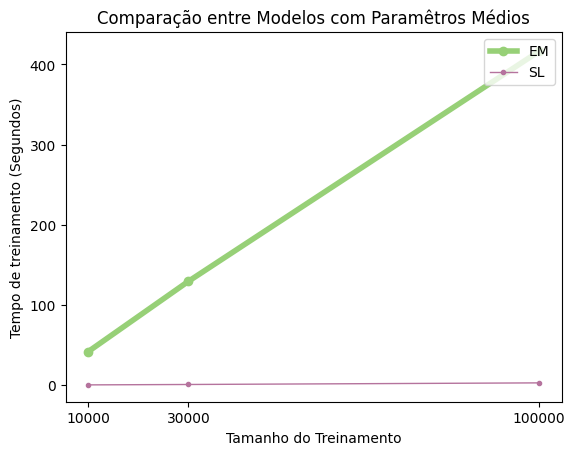 Comparação entre Modelos com Paramêtros Médios
EM
SL
Tempo de treinamento (Segundos)
400
300
200
100
0
10000 30000 100000
Tamanho do Treinamento